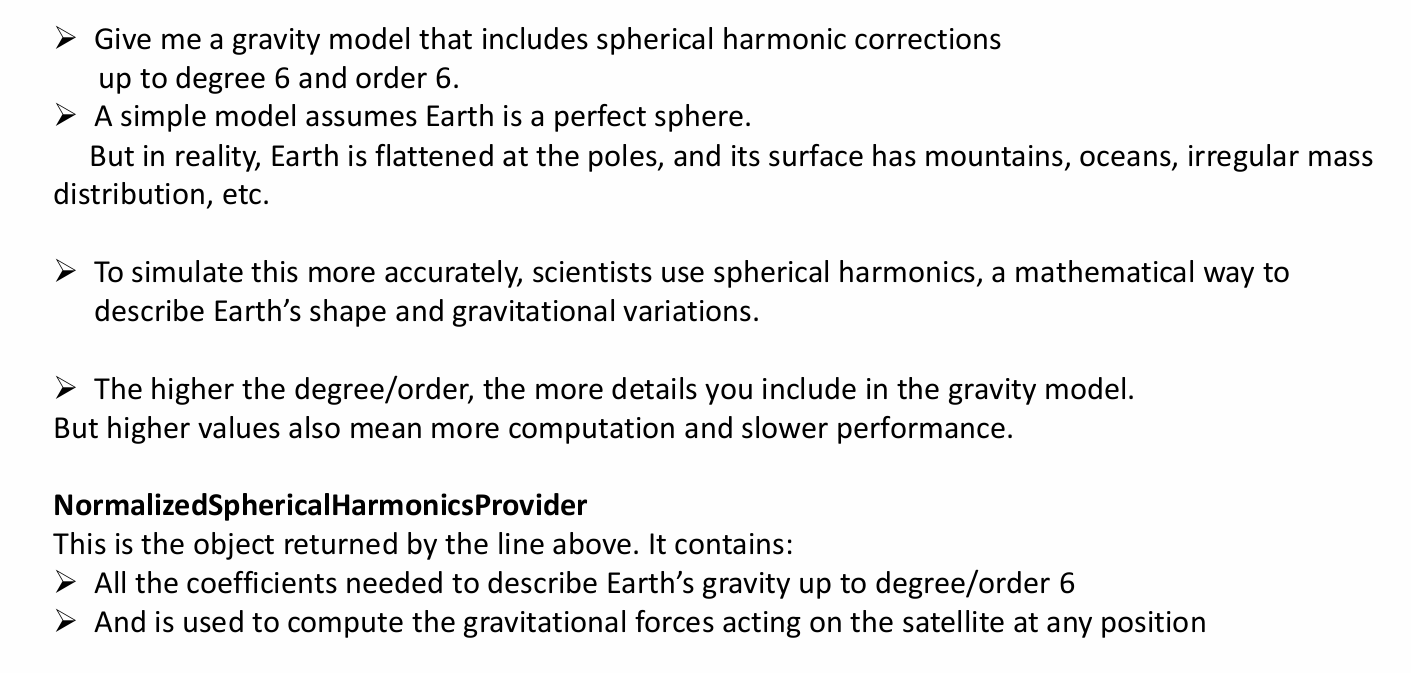 ➢ Give me a gravity model that includes spherical harmonic corrections
up to degree 6 and order 6.
➢ A simple model assumes Earth is a perfect sphere.
But in reality, Earth is flattened at the poles, and its surface has mountains, oceans, irregular mass
distribution, etc.
➢ To simulate this more accurately, scientists use spherical harmonics, a mathematical way to
describe Earth’s shape and gravitational variations.
➢ The higher the degree/order, the more details you include in the gravity model.
But higher values also mean more computation and slower performance.
NormalizedSphericalHarmonicsProvider
This is the object returned by the line above. It contains:
➢ All the coefficients needed to describe Earth’s gravity up to degree/order 6
➢ And is used to compute the gravitational forces acting on the satellite at any position